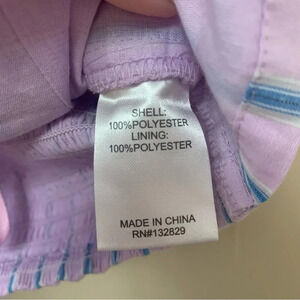 SHELL:
100%POLYESTER
LINING:
100%POLYESTER
MADE IN CHINA
RN#132829